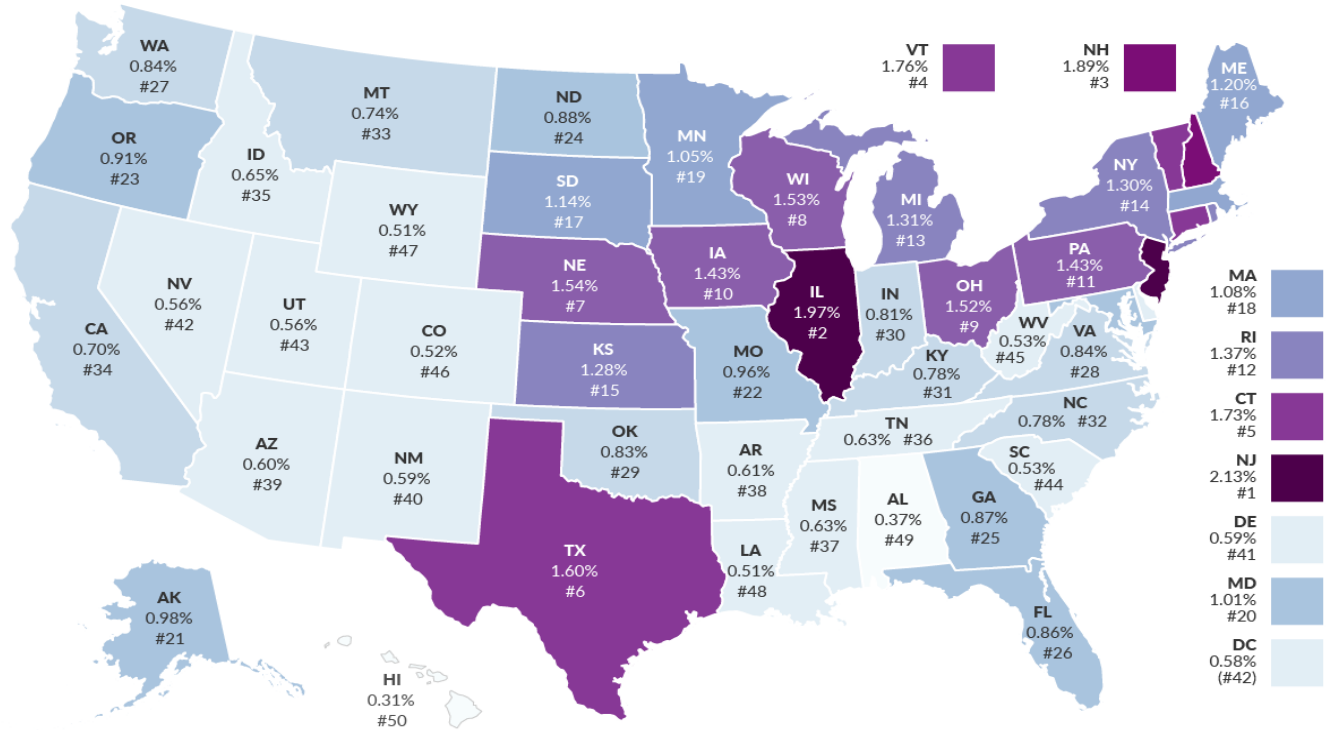 WA
0.84%
#27
MT
0.74%
#33
ND
0.88%
#24
MN
1.05%
#19
VT
1.76%
#4
NH
1.89%
#3
ME
1.20%
#16
OR
0.91%
#23
ID
0.65%
#35
WY
0.51%
#47
SD
1.14%
#17
WI
1.53%
#8
MI
1.31%
#13
NY
1.30%
#14
NE
1.54%
#7
IA
1.43%
#10
IL
1.97%
#2
IN
0.81%
#30
OH
1.52%
#9
PA
1.43%
#11
CA
0.70%
#34
NV
0.56%
#42
UT
0.56%
#43
CO
0.52%
#46
KS
1.28%
#15
MO
0.96%
#22
KY
0.78%
#31
WV
0.53%
#45
VA
0.84%
#28
MA
1.08%
#18
RI
1.37%
#12
CT
1.73%
#5
NJ
2.13%
#1
DE
0.59%
#41
MD
1.01%
#20
DC
0.58%
(#42)
AZ
0.60%
#39
NM
0.59%
#40
OK
0.83%
#29
AR
0.61%
#38
TN
0.63% #36
NC
0.78% #32
SC
0.53%
#44
MS
0.63%
#37
AL
0.37%
#49
GA
0.87%
#25
TX
1.60%
#6
LA
0.51%
#48
FL
0.86%
#26
AK
0.98%
#21
HI
0.31%
#50